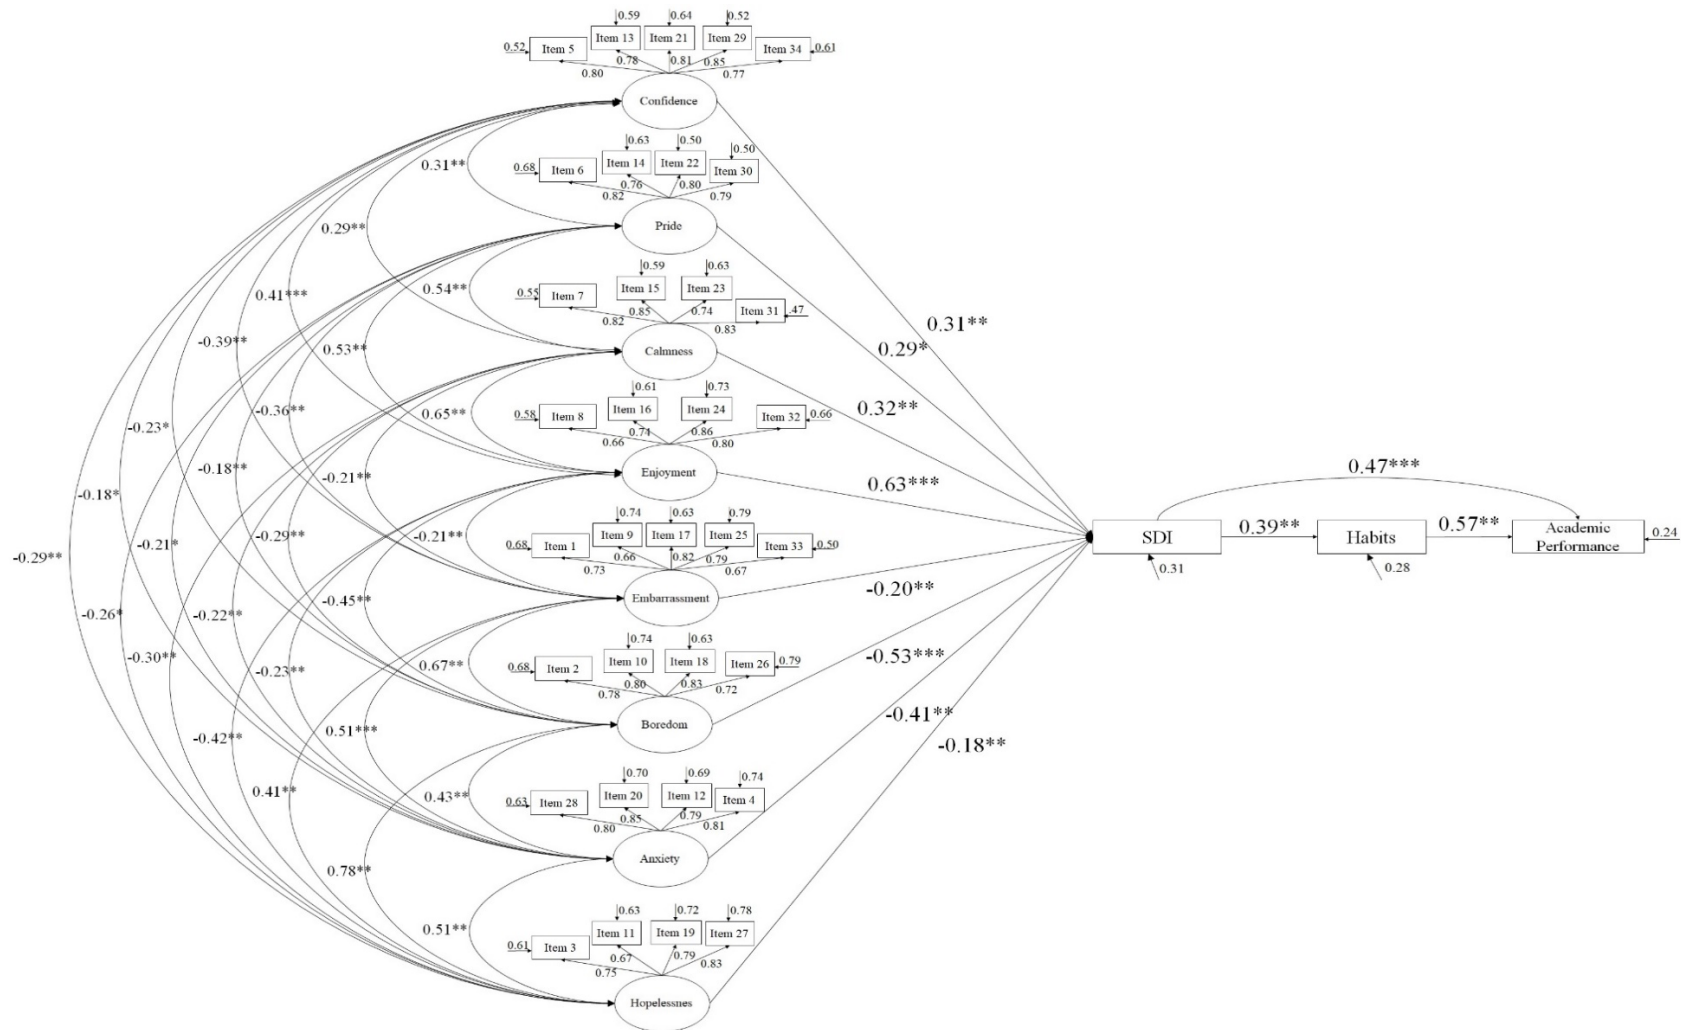 0.59
0.64
0.52
0.52
Item 5
Item 13
Item 21
Item 29
Item 34
0.61
0.80
0.78
0.81
0.85
0.77
Confidence
0.63
0.50
0.50
0.68
Item 6
Item 14
Item 22
Item 30
0.82
0.76
0.80
0.79
Pride
0.59
0.63
0.55
Item 7
Item 15
Item 23
Item 31
.47
0.82
0.85
0.74
0.83
Calmness
0.61
0.73
0.58
Item 8
Item 16
Item 24
Item 32
0.66
0.66
0.74
0.86
0.80
Enjoyment
0.74
0.63
0.79
0.68
Item 1
Item 9
Item 17
Item 25
Item 33
0.50
0.73
0.66
0.82
0.79
0.67
Embarrassment
0.74
0.63
0.68
Item 2
Item 10
Item 18
Item 26
0.79
0.78
0.80
0.83
0.72
Boredom
0.70
0.69
0.74
0.63
Item 28
Item 20
Item 12
Item 4
0.80
0.85
0.79
0.81
Anxiety
0.63
0.72
0.78
0.61
Item 3
Item 11
Item 19
Item 27
0.75
0.67
0.79
0.83
Hopelessnes
0.31**
0.29**
0.41***
0.54**
-0.39**
0.53**
-0.23*
-0.36**
0.65**
-0.18*
-0.18**
-0.21**
-0.29**
-0.21*
-0.29**
-0.21**
-0.26*
-0.22**
-0.45**
-0.30**
-0.23**
0.67**
-0.42**
0.51***
0.41**
0.43**
0.78**
0.51**
0.31**
0.29*
0.32**
0.63***
-0.20**
-0.53***
-0.41**
-0.18**
0.47***
SDI
0.39**
Habits
0.57**
Academic
Performance
0.24
0.31
0.28